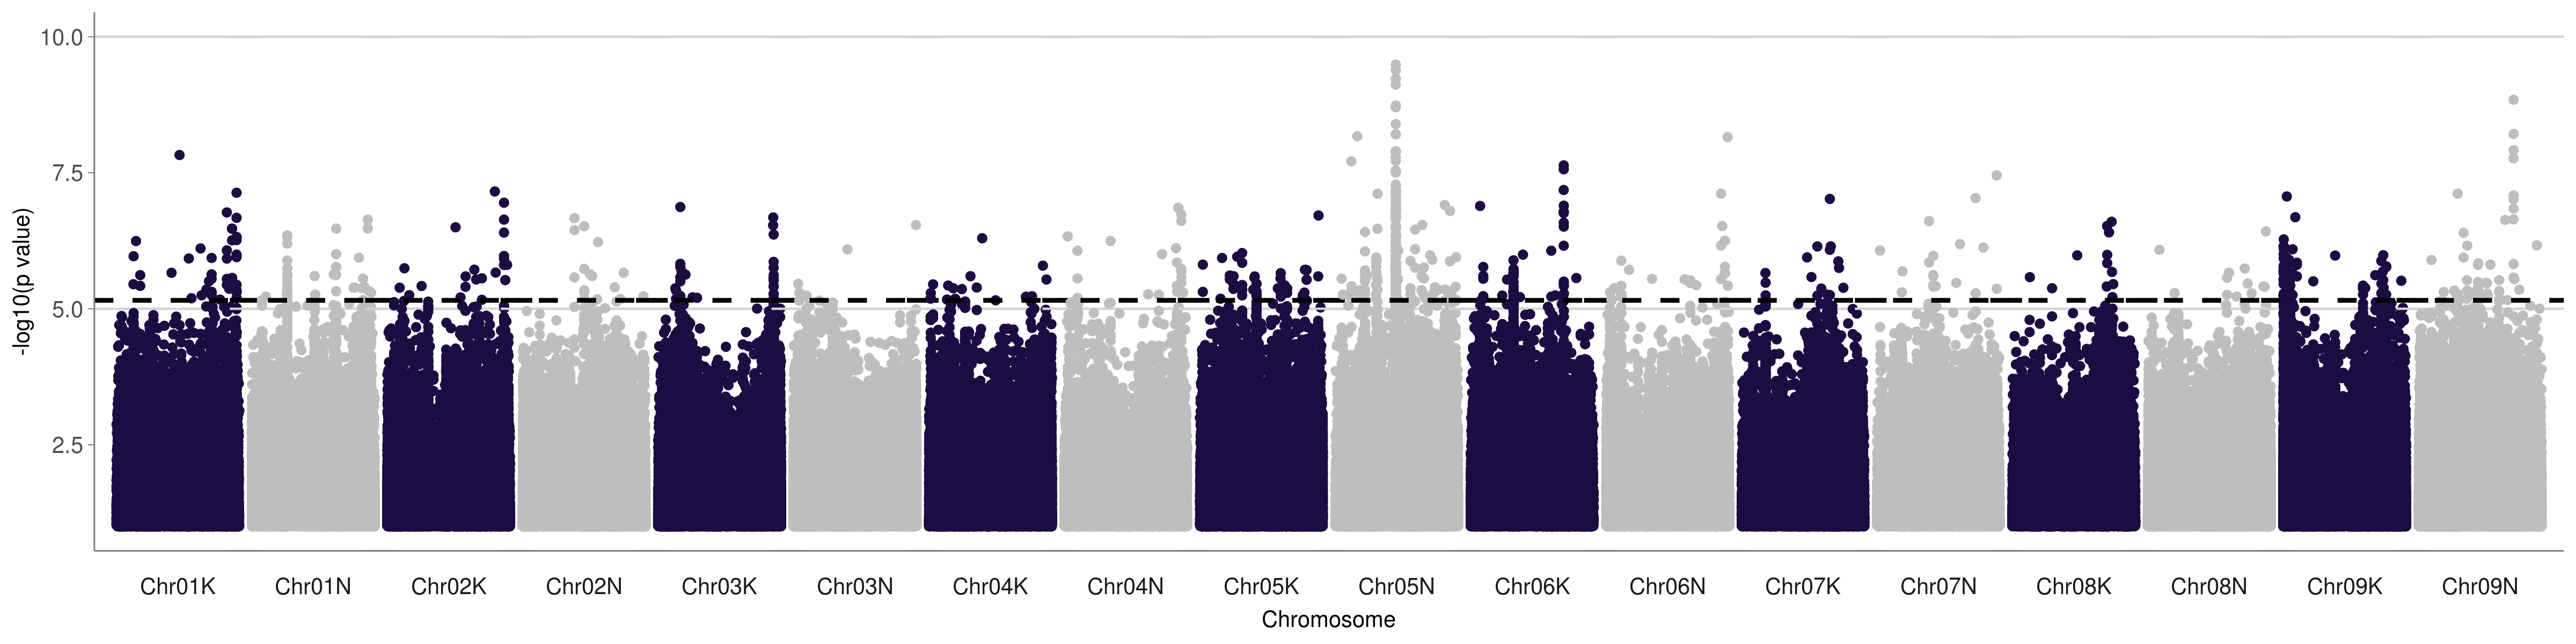 -log10(p value)
10.0
7.5
5.0
2.5
Chr01K Chr01N Chr02K Chr02N Chr03K Chr03N Chr04K Chr04N Chr05K Chr05N Chr06K Chr06N Chr07K Chr07N Chr08K Chr08N Chr09K Chr09N
Chromosome